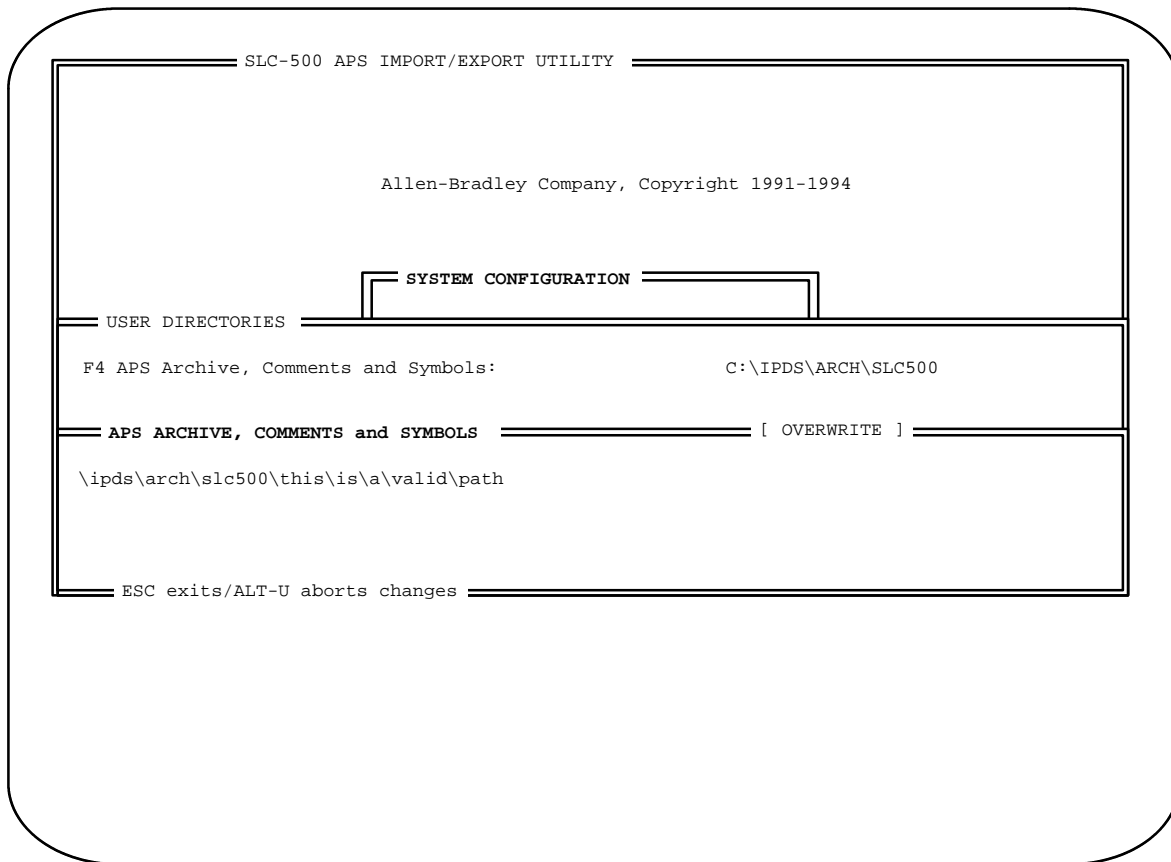 SLC-500 APS IMPORT/EXPORT UTILITY
Allen-Bradley Company, Copyright 1991-1994
SYSTEM CONFIGURATION
USER DIRECTORIES
F4 APS Archive, Comments and Symbols: C:\IPDS\ARCH\SLC500
APS ARCHIVE, COMMENTS and SYMBOLS [ OVERWRITE ]
\ipds\arch\slc500\this\is\a\valid\path
ESC exits/ALT-U aborts changes